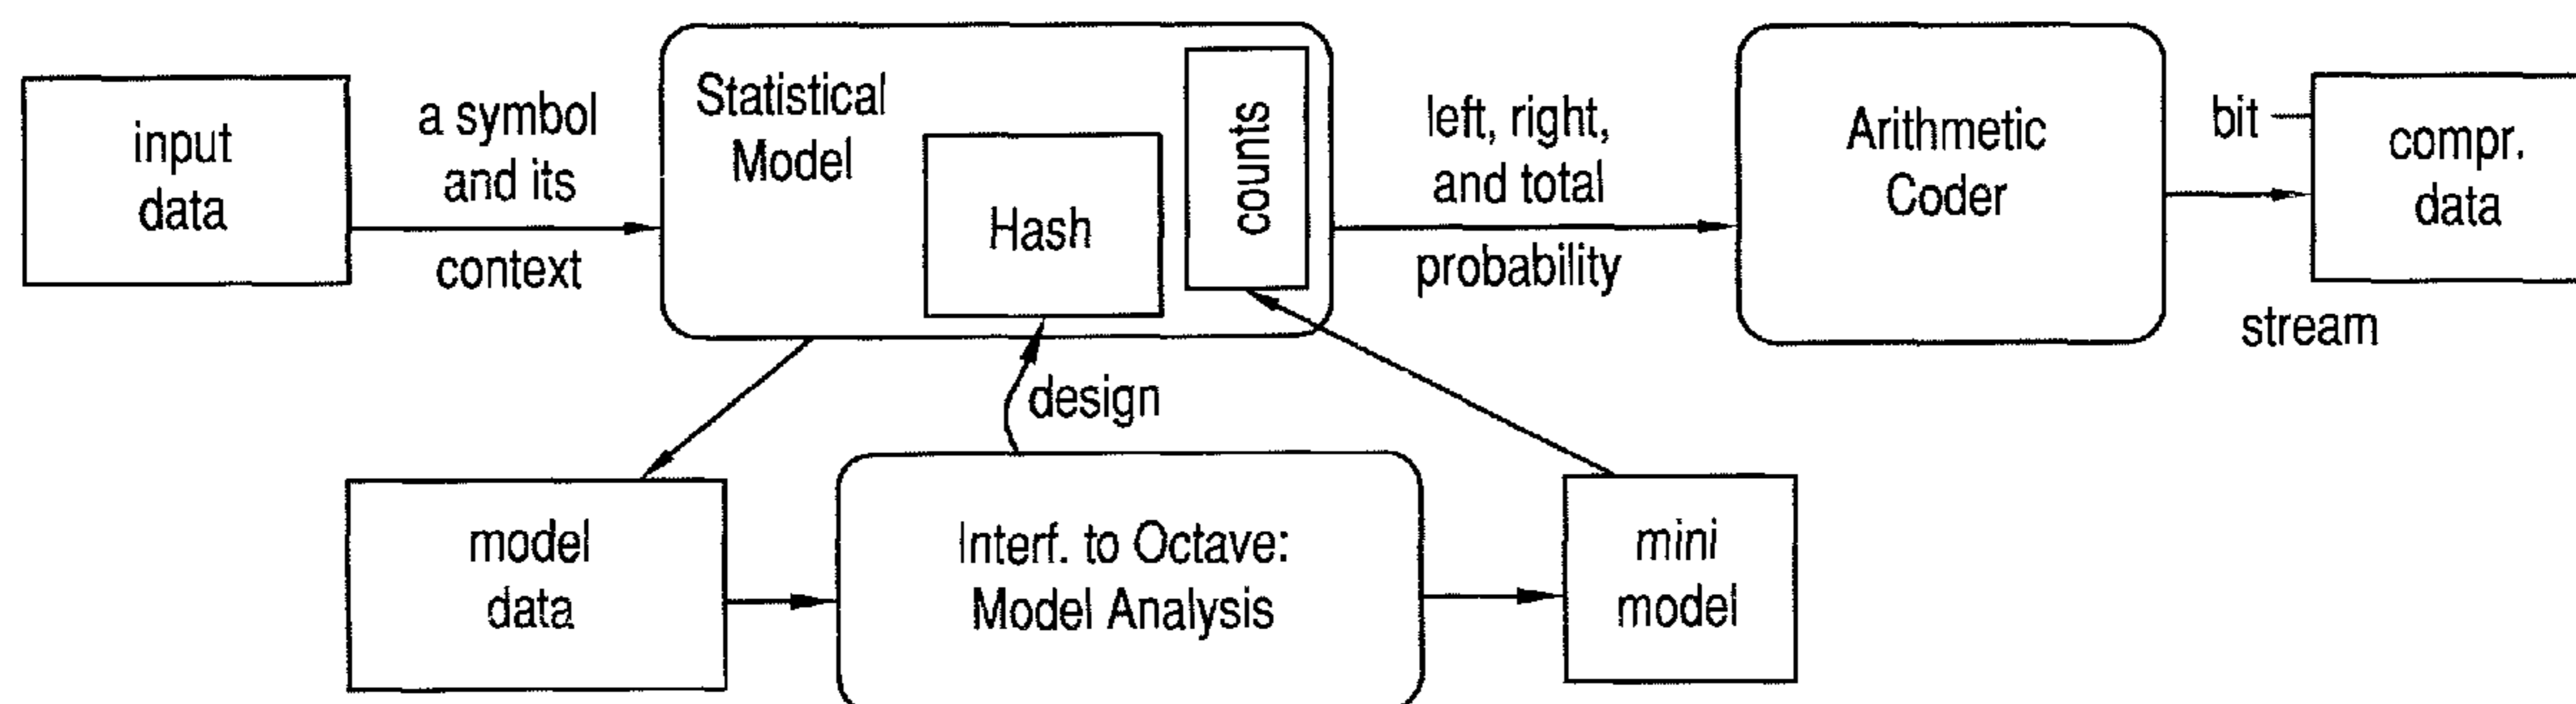 input
data
a symbol
and its
context
Statistical
Model
Hash
counts
left, right,
and total
probability
Arithmetic
Coder
bit
stream
compr.
data
design
model
data
Interf. to Octave:
Model Analysis
mini
model